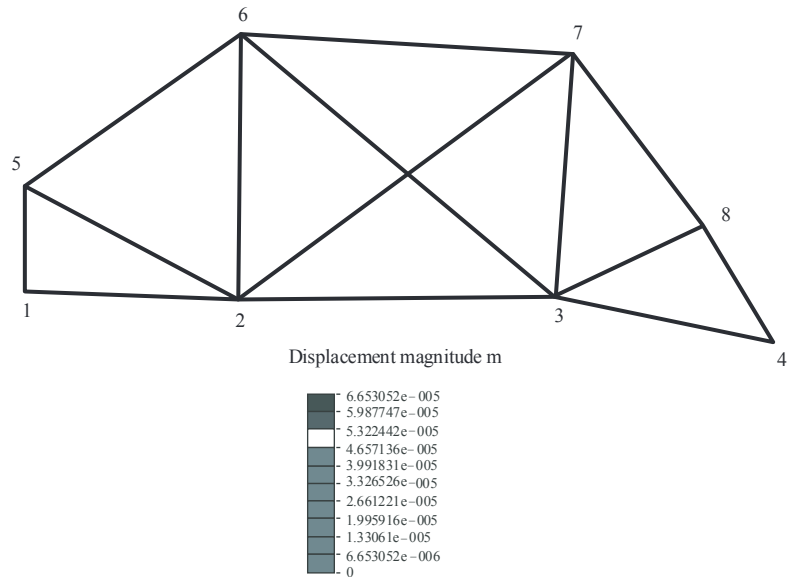 6
7
5
8
1
2
3
4
Displacement magnitude m
6.653052e−005
5.987747e−005
5.322442e−005
4.657136e−005
3.991831e−005
3.326526e−005
2.661221e−005
1.995916e−005
1.33061e−005
6.653052e−006
0